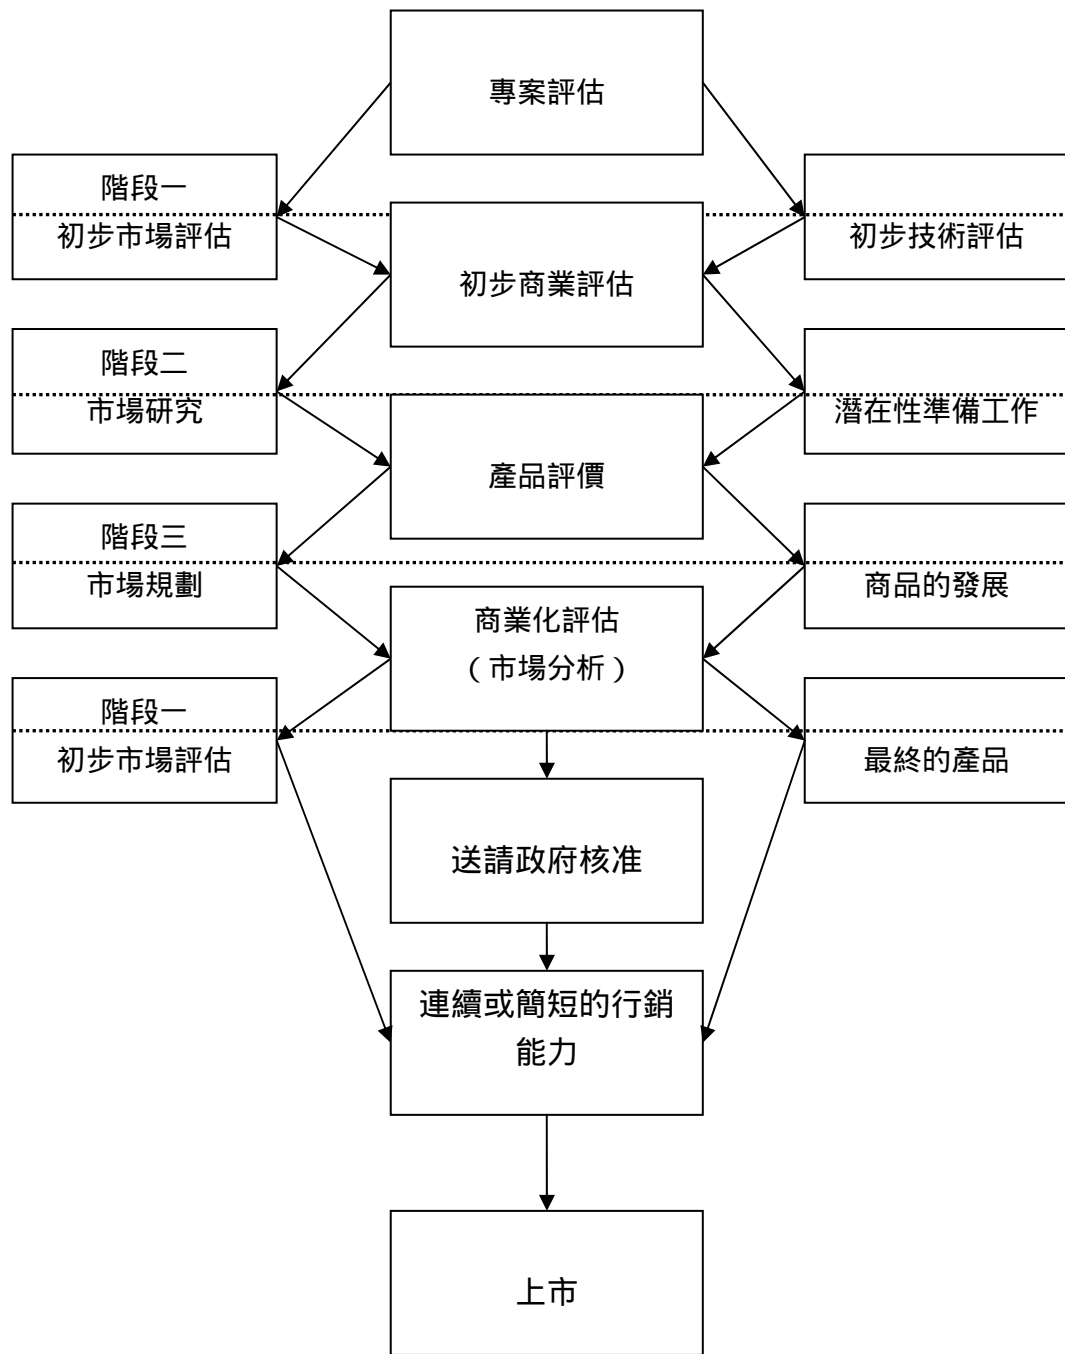 專案評估
階段一
初步市場評估
初步技術評估
初步商業評估
階段二
市場研究
潛在性準備工作
產品評價
階段三
市場規劃
商品的發展
商業化評估
（市場分析）
階段一
初步市場評估
最終的產品
送請政府核准
連續或簡短的行銷
能力
上市